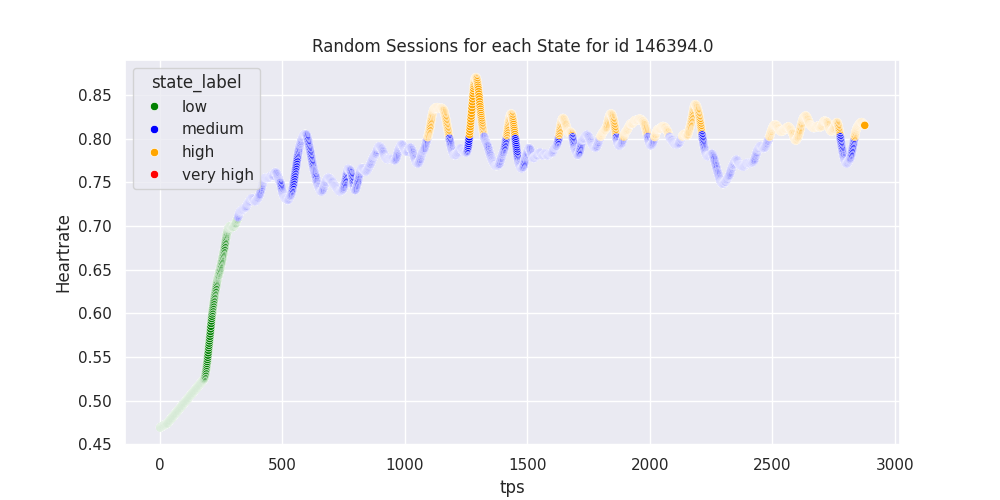 Random Sessions for each State for id 146394.0
state_label
low
medium
high
very high
Heartrate
0.85
0.80
0.75
0.70
0.65
0.60
0.55
0.50
0.45
0
500
1000
1500
2000
2500
3000
tps